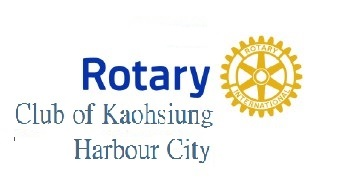 Rotary
Club of Kaohsiung
Harbour City
ROTARY
INTERNATIONAL